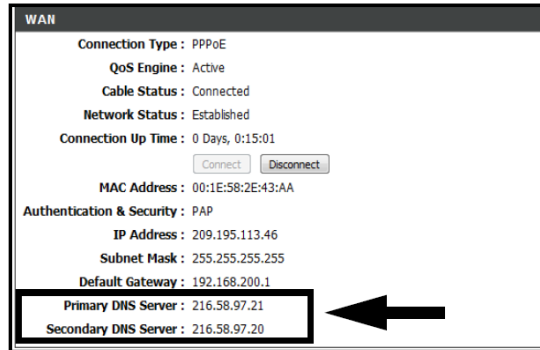 WAN
Connection Type : PPPoE
QoS Engine : Active
Cable Status : Connected
Network Status : Established
Connection Up Time : 0 Days, 0:15:01
Connect Disconnect
MAC Address : 00:1E:58:2E:43:AA
Authentication & Security : PAP
IP Address : 209.195.113.46
Subnet Mask : 255.255.255.255
Default Gateway : 192.168.200.1
Primary DNS Server : 216.58.97.21
Secondary DNS Server : 216.58.97.20